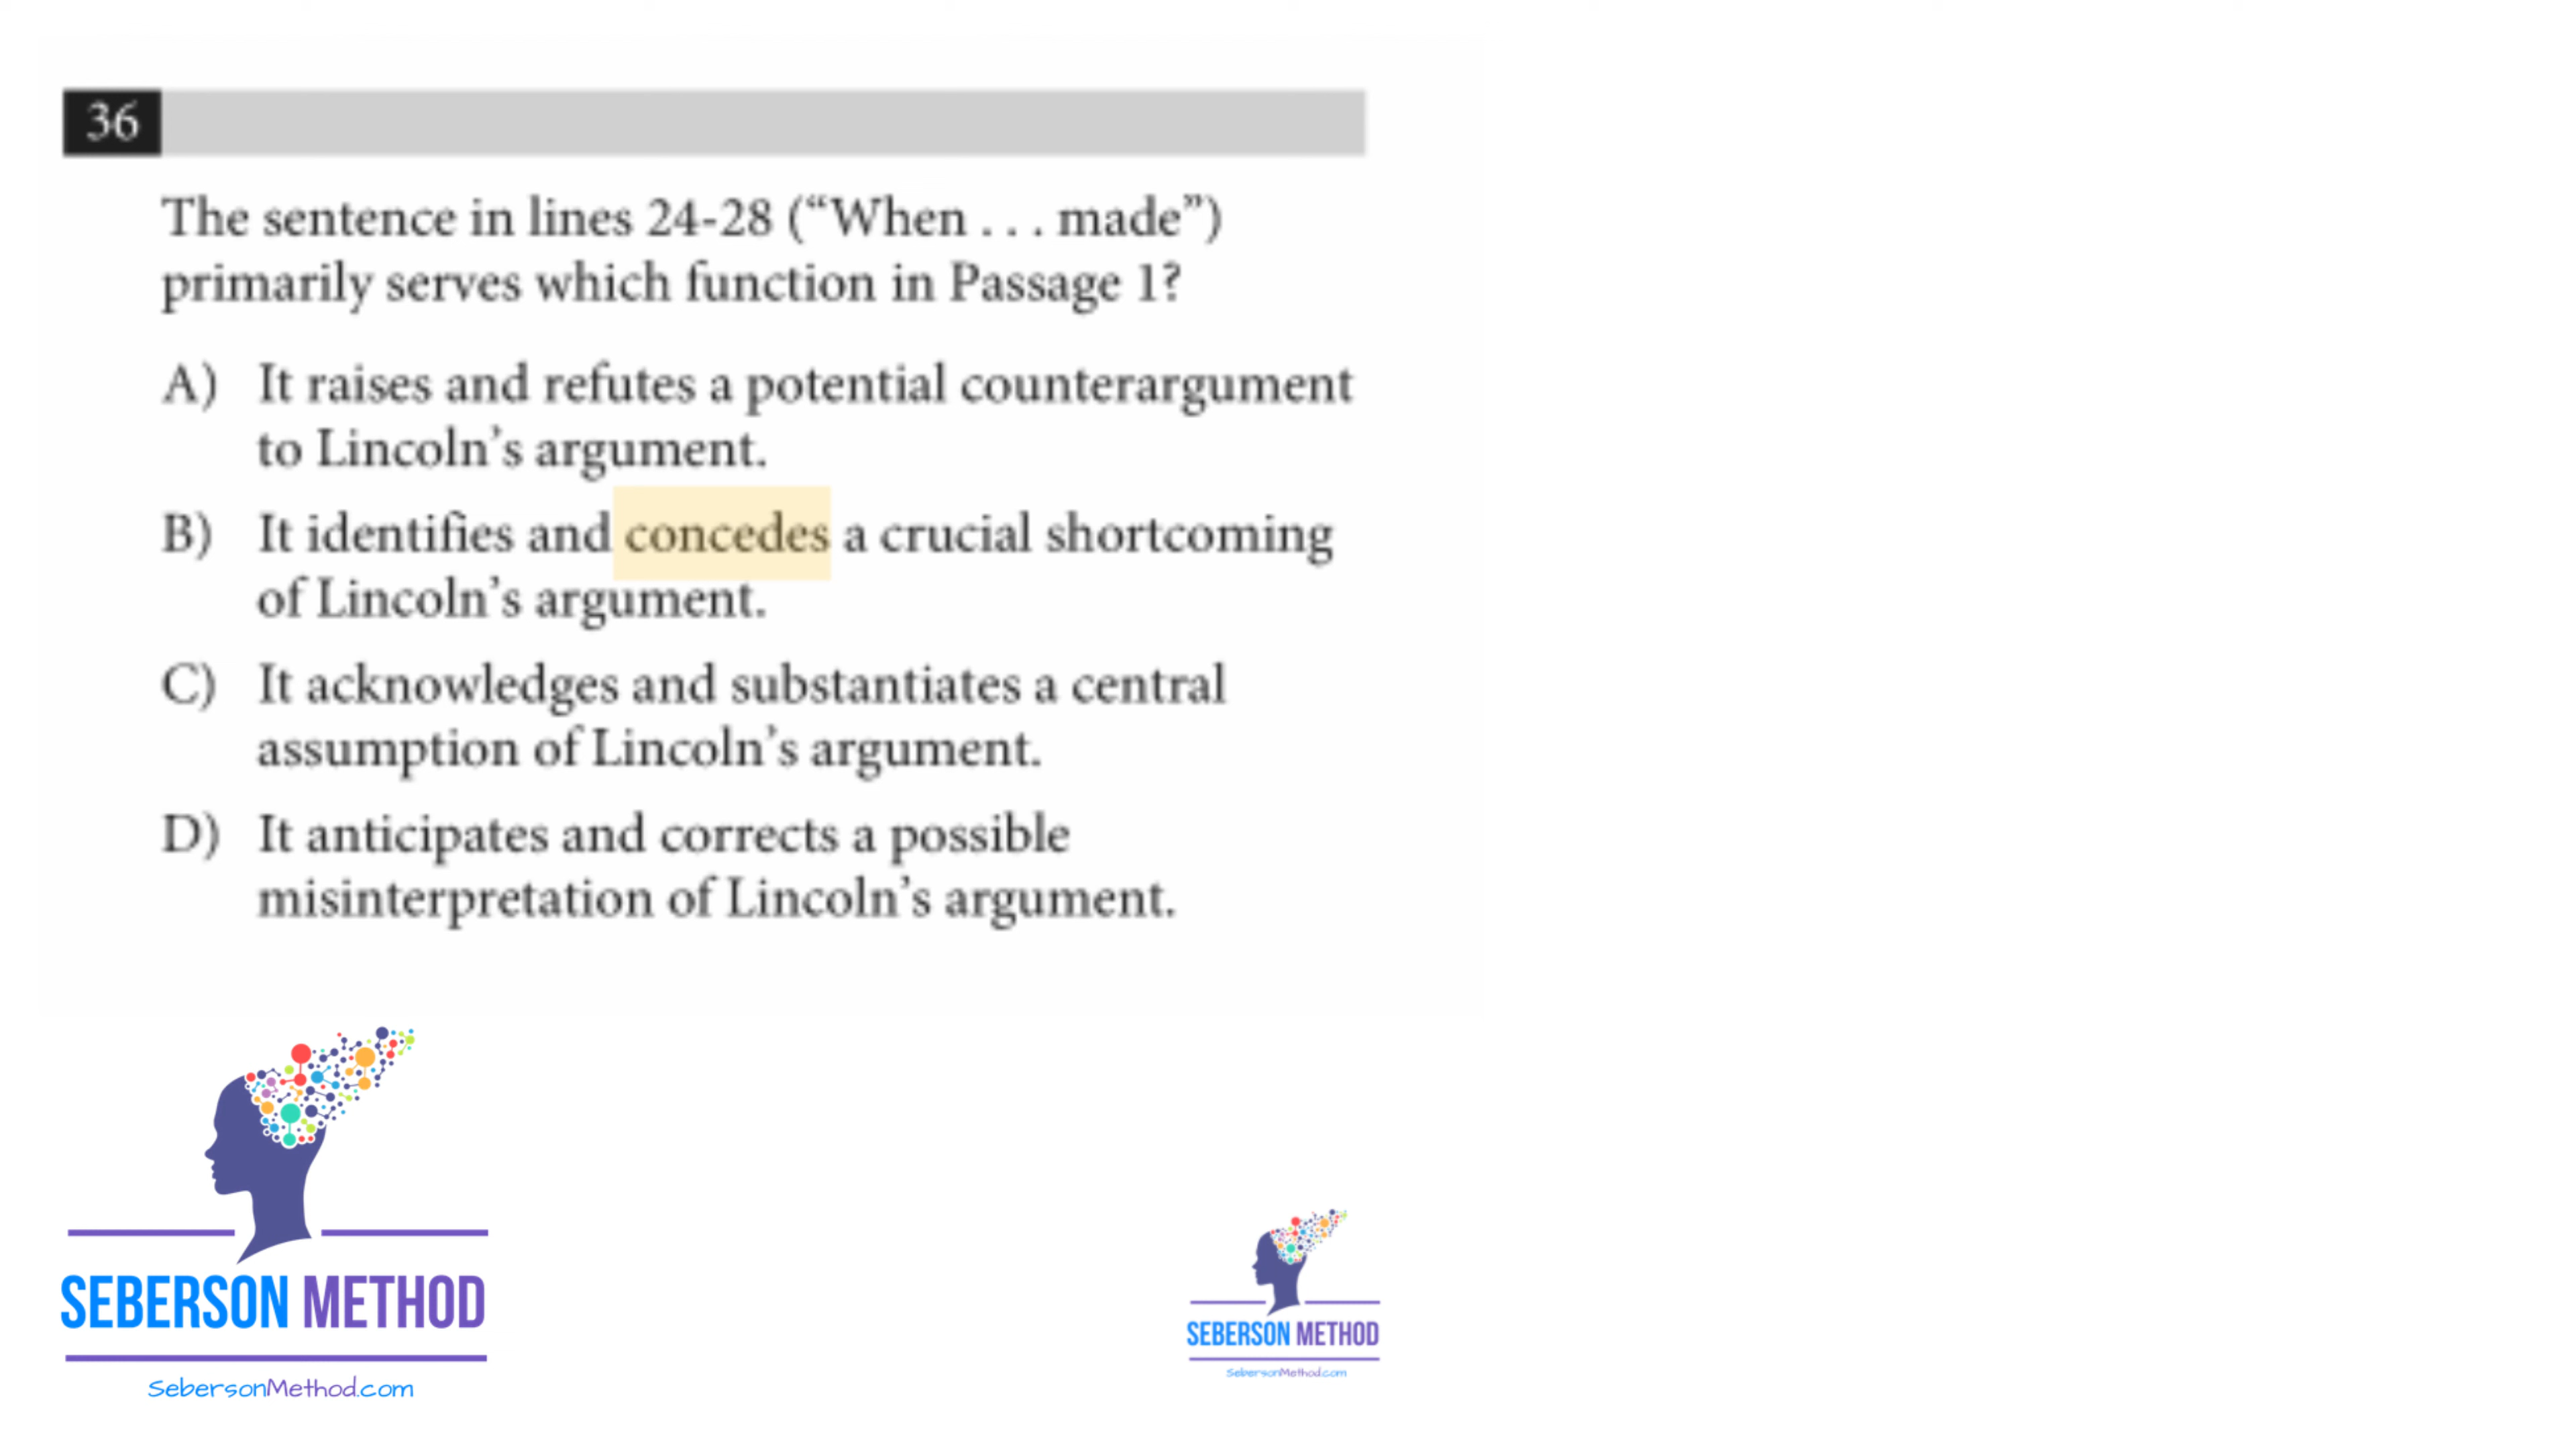 36
The sentence in lines 24-28 (“When . . . made”)
primarily serves which function in Passage 1?
A) It raises and refutes a potential counterargument
to Lincoln’s argument.
B) It identifies and concedes a crucial shortcoming
of Lincoln’s argument.
C) It acknowledges and substantiates a central
assumption of Lincoln’s argument.
D) It anticipates and corrects a possible
misinterpretation of Lincoln’s argument.
SEBERSON METHOD
SebersonMethod.com
SEBERSON METHOD
SebersonMethod.com